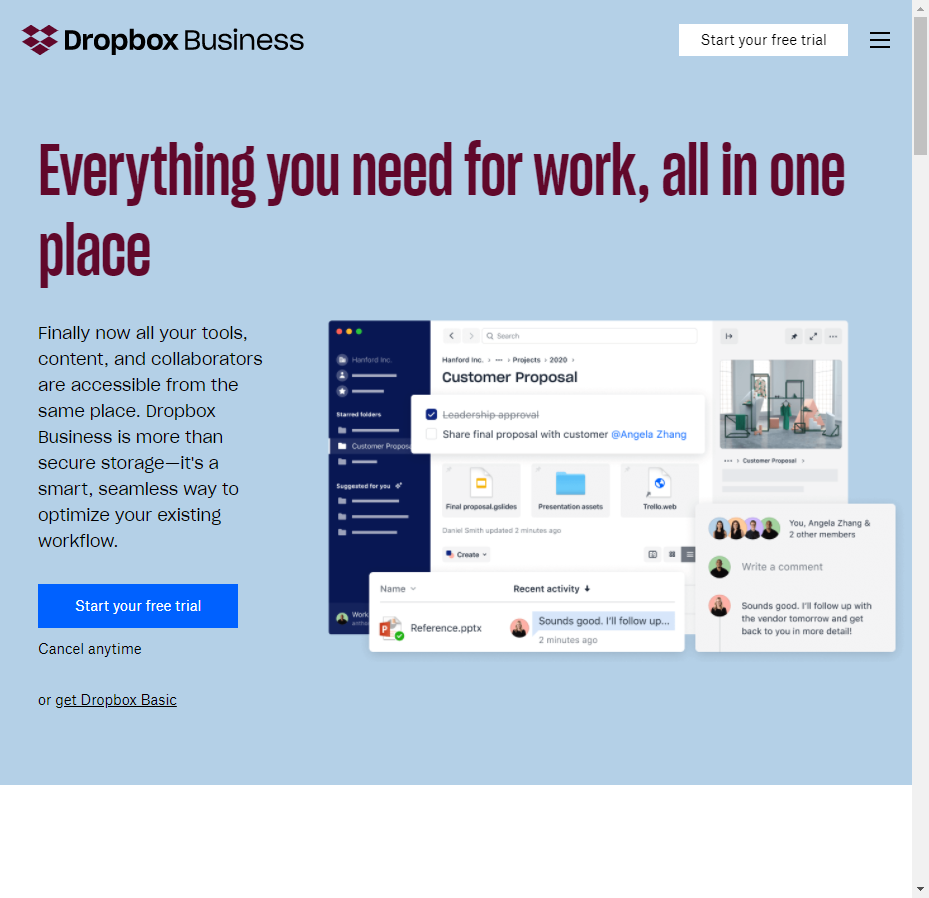 Dropbox Business
Start your free trial
Everything you need for work, all in one
place
Finally now all your tools,
content, and collaborators
are accessible from the
same place. Dropbox
Business is more than
secure storage—it's a
smart, seamless way to
optimize your existing
workflow.
Start your free trial
Cancel anytime
or get Dropbox Basic
Hanford Inc.
Starred folders
Customer Propos
Suggested for you
Work
Search
Hanford Inc. › ··· › Projects › 2020 ›
Customer Proposal
Leadership approval
Share final proposal with customer @Angela Zhang
Final proposal.gslides
Presentation assets
Trollo.web
Daniel Smith updated 2 minutes ago
Create
Name
Recent activity
Reference.pptx
Sounds good. I'll follow up...
2 minutes ago
··· › Customer Proposal ›
You, Angela Zhang &
2 other members
Write a comment
Sounds good. I'll follow up with
the vendor tomorrow and get
back to you in more detail!